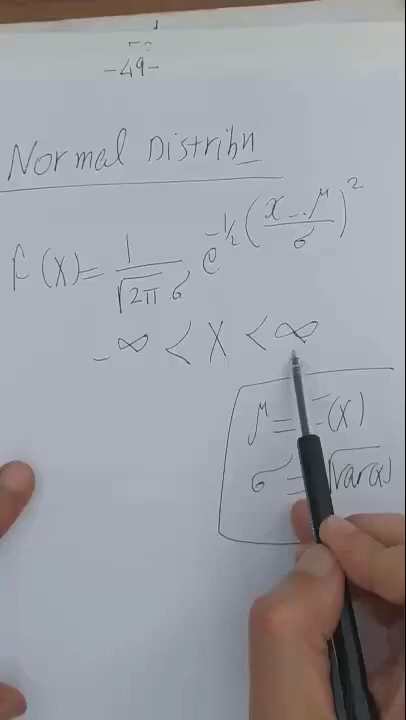 -49-
Normal Distribn
F(X)= 1/(√2π σ) e^(-1/2 ((x-μ)/σ)^2)
-∞ < X < ∞
μ = (X)
σ = √Var(x)